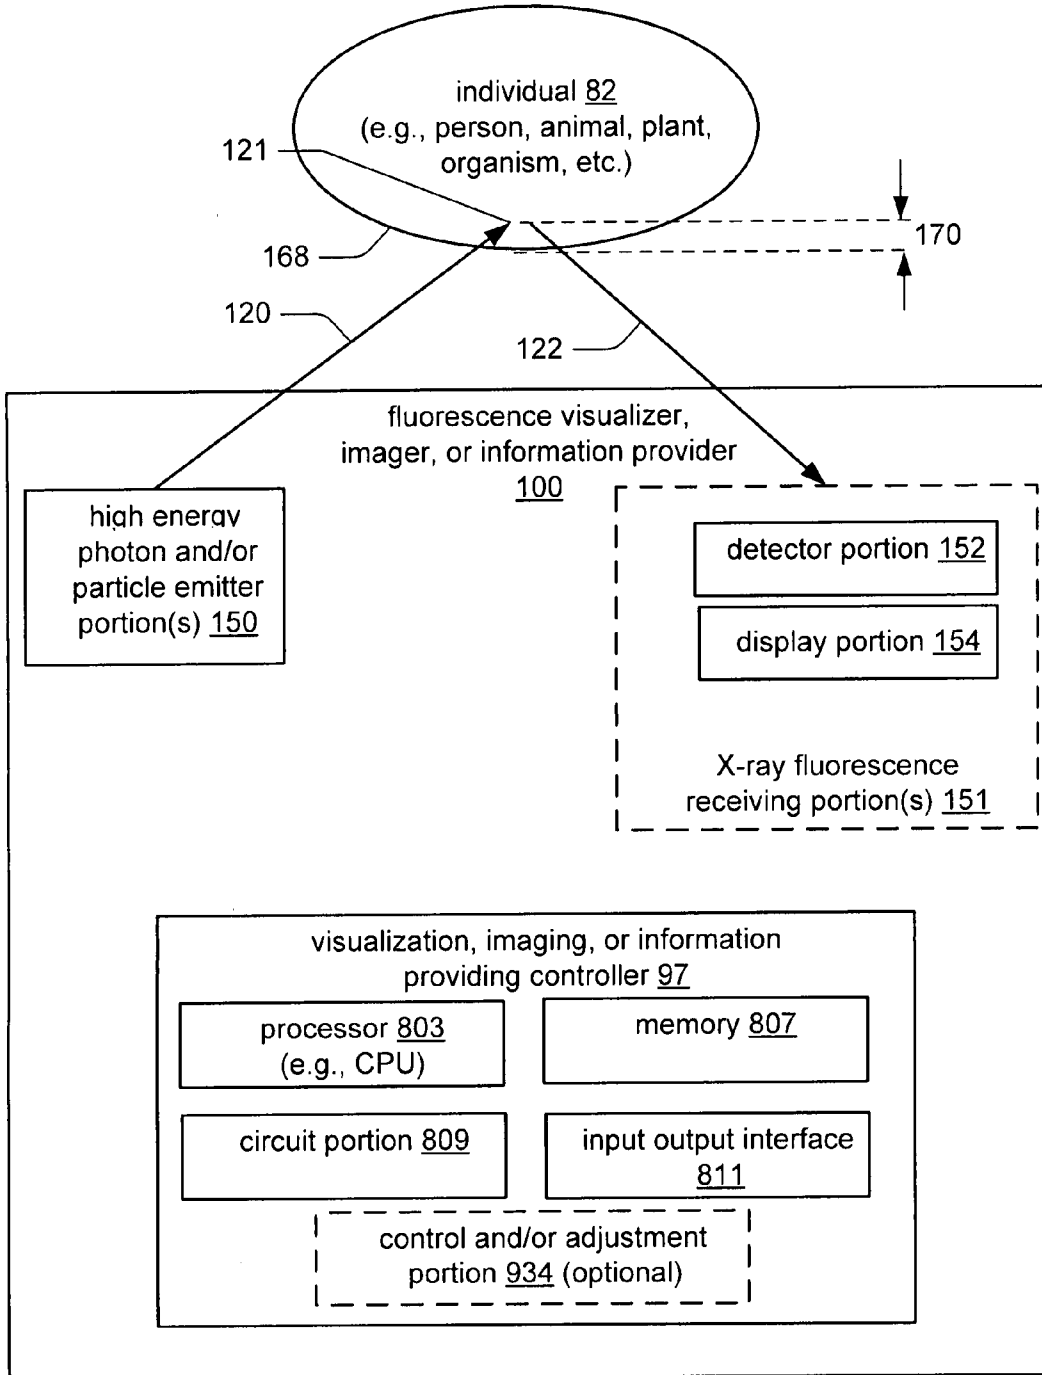 individual 82
(e.g., person, animal, plant,
organism, etc.)
121
170
168
120
122
fluorescence visualizer,
imager, or information provider
100
high energy
photon and/or
particle emitter
portion(s) 150
detector portion 152
display portion 154
X-ray fluorescence
receiving portion(s) 151
visualization, imaging, or information
providing controller 97
processor 803
(e.g., CPU)
memory 807
circuit portion 809
input output interface
811
control and/or adjustment
portion 934 (optional)